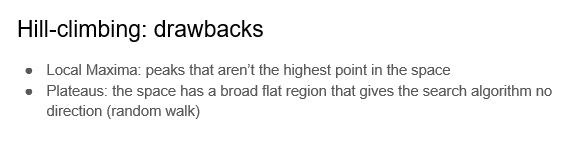 Hill-climbing: drawbacks
● Local Maxima: peaks that aren’t the highest point in the space
● Plateaus: the space has a broad flat region that gives the search algorithm no
direction (random walk)